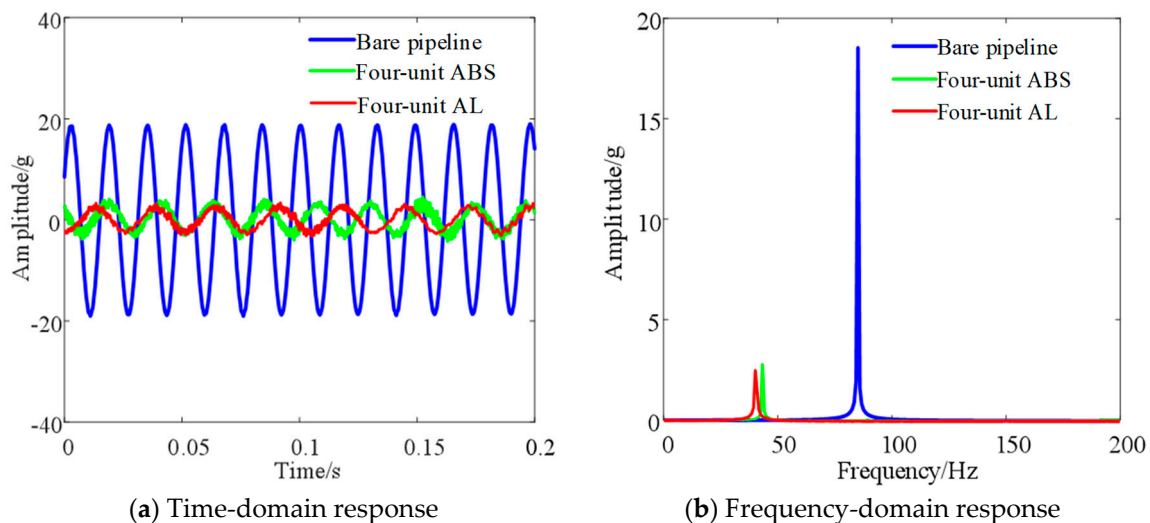 40
20
0
-20
-40
Amplitude/g
Bare pipeline
Four-unit ABS
Four-unit AL
0
0.05
0.1
0.15
0.2
Time/s
(a) Time-domain response
20
15
10
5
0
Amplitude/g
Bare pipeline
Four-unit ABS
Four-unit AL
0
50
100
150
200
Frequency/Hz
(b) Frequency-domain response